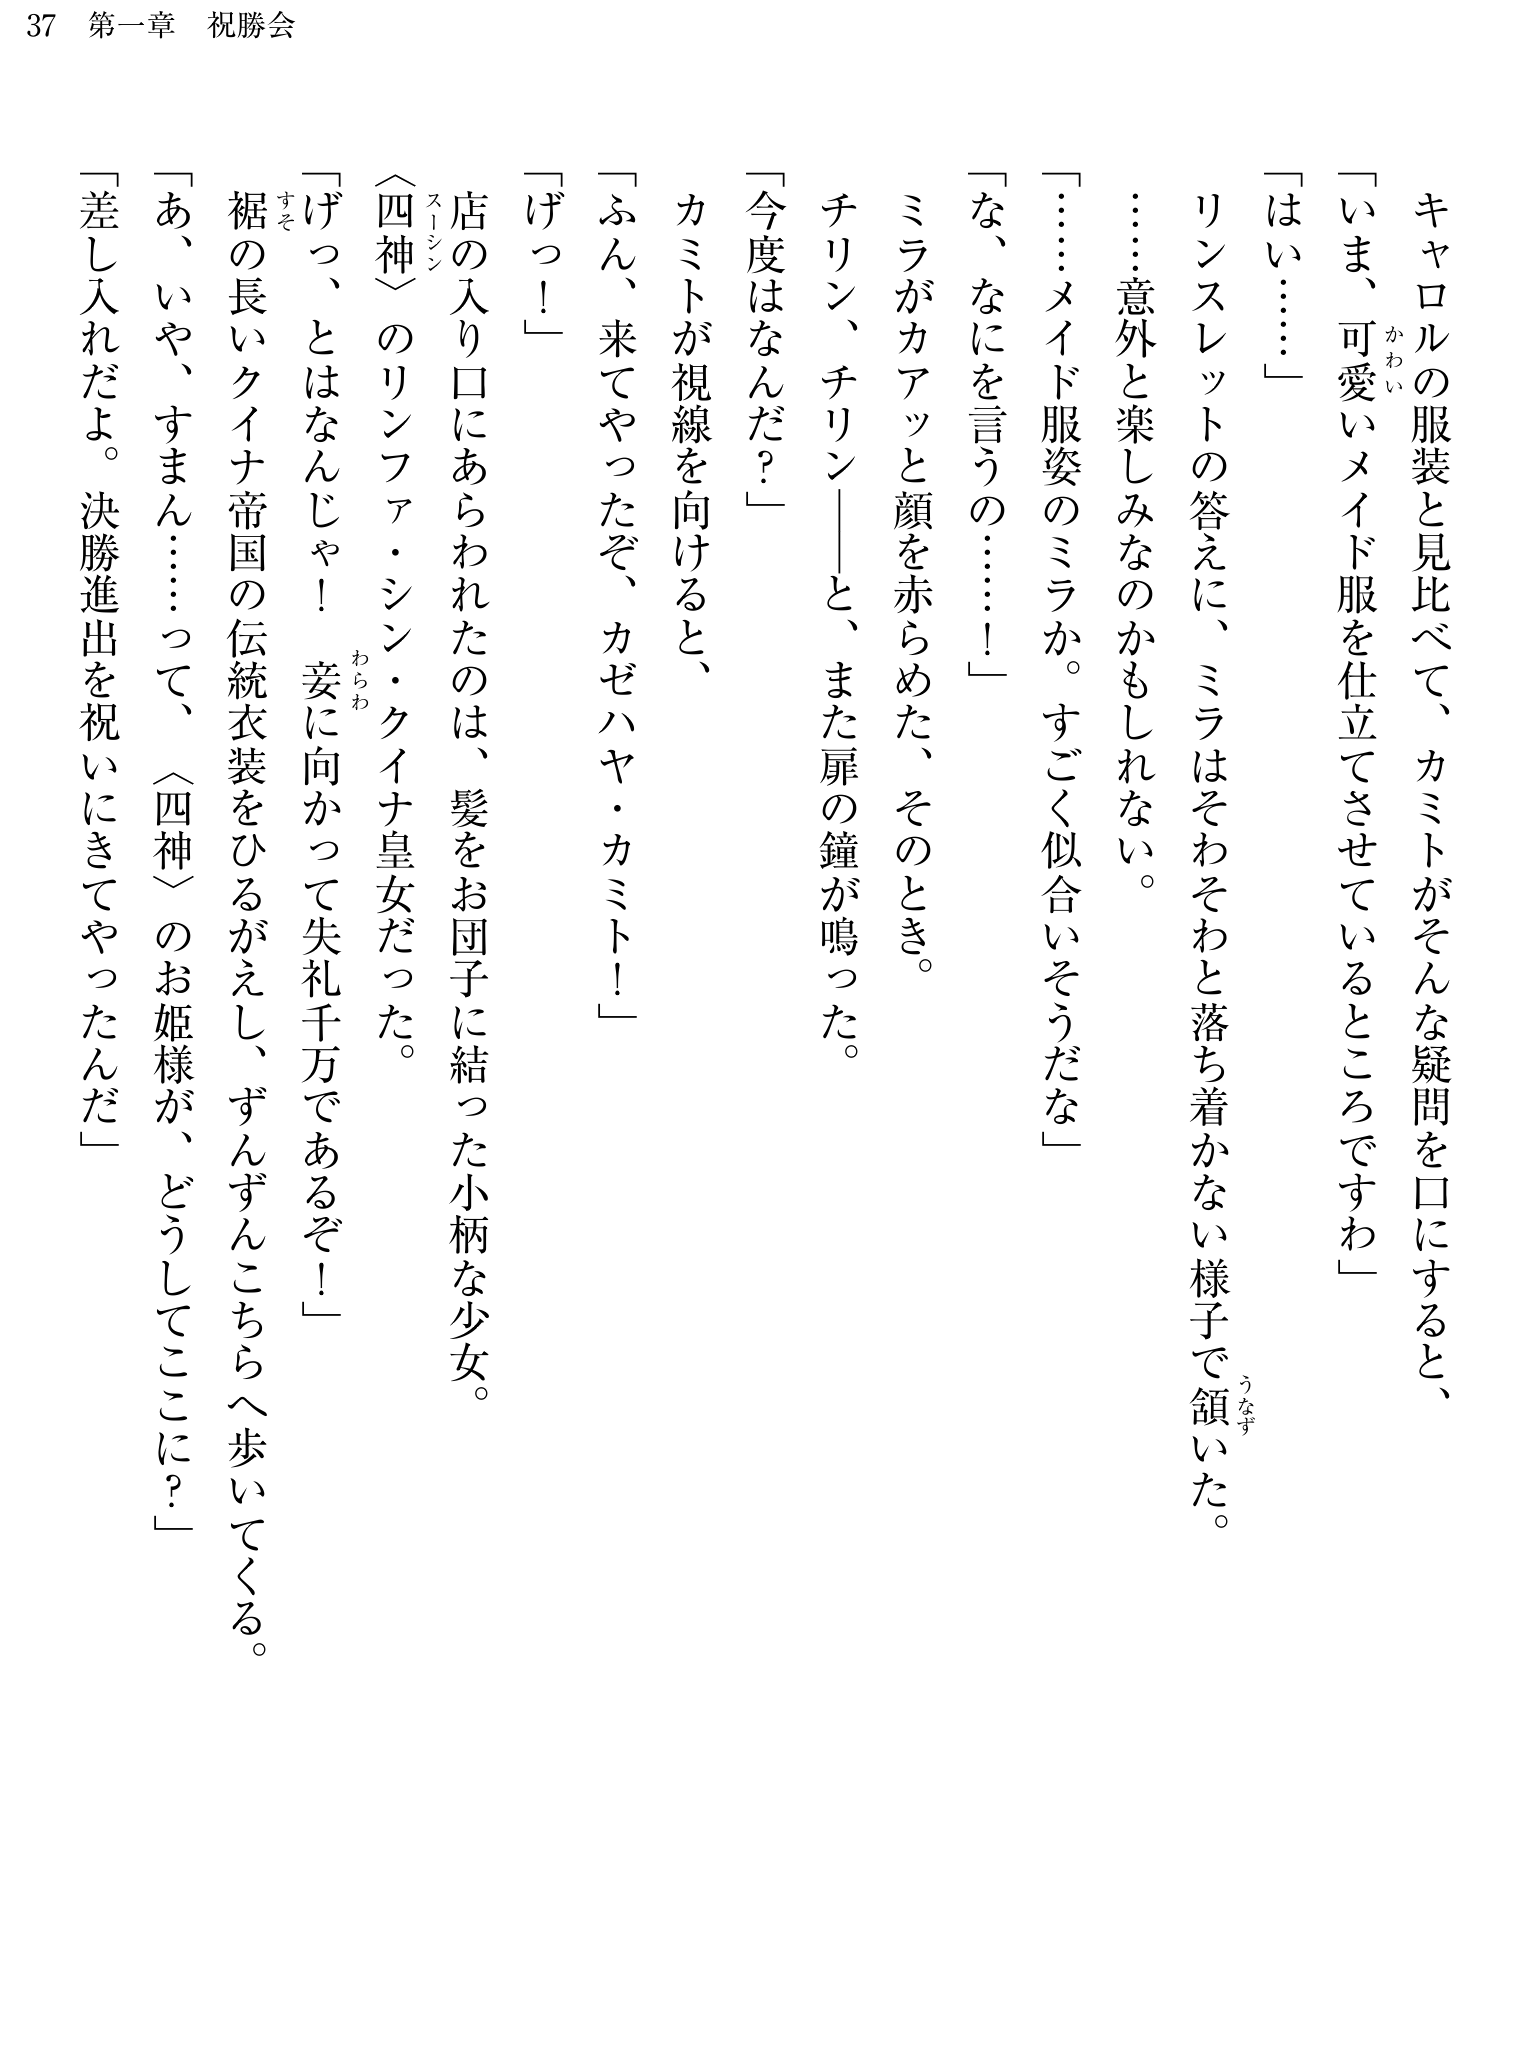 37　第一章　祝勝会
　キャロルの服装と見比べて、カミトがそんな疑問を口にすると、
「いま、可愛いメイド服を仕立てさせているところですわ」
「はい……」
　リンスレットの答えに、ミラはそわそわと落ち着かない様子で頷いた。
　……意外と楽しみなのかもしれない。
「……メイド服姿のミラか。すごく似合いそうだな」
「な、なにを言うの……！」
　ミラがカアッと顔を赤らめた、そのとき。
　チリン、チリン――と、また扉の鐘が鳴った。
「今度はなんだ？」
　カミトが視線を向けると、
「ふん、来てやったぞ、カゼハヤ・カミト！」
「げっ！」
　店の入り口にあらわれたのは、髪をお団子に結った小柄な少女。
〈四神〉のリンファ・シン・クイナ皇女だった。
「げっ、とはなんじゃ！　妾に向かって失礼千万であるぞ！」
　裾の長いクイナ帝国の伝統衣装をひるがえし、ずんずんこちらへ歩いてくる。
「あ、いや、すまん……って、〈四神〉のお姫様が、どうしてここに？」
「差し入れだよ。決勝進出を祝いにきてやったんだ」
かわい
うなず
スーシン
わらわ
すそ